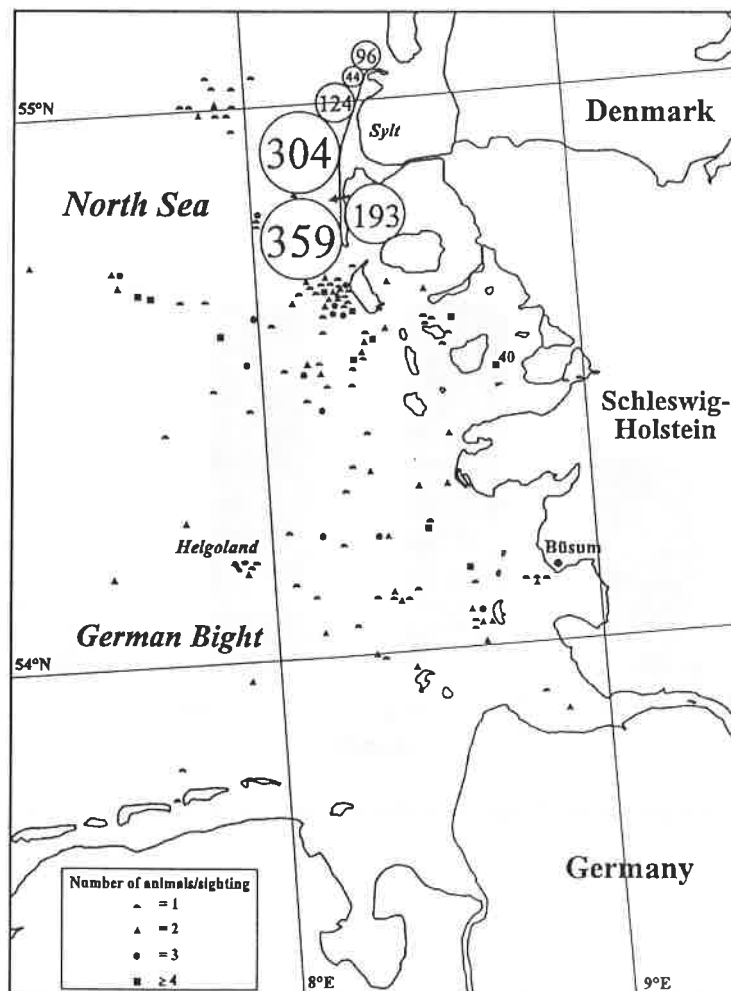 96
44
55°N
124
Denmark
Sylt
304
North Sea
193
359
40
Schleswig-
Holstein
Helgoland
Büsum
German Bight
54°N
Germany
Number of animals/sighting
= 1
= 2
= 3
≥ 4
8°E
9°E